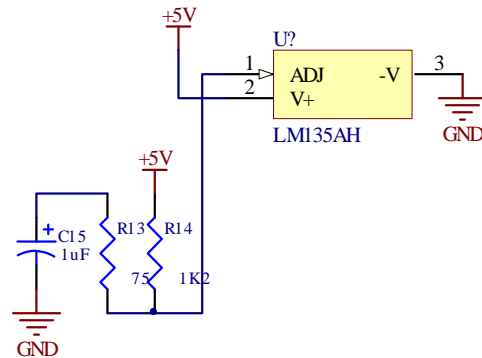 +5V
U?
1
ADJ
-V
3
2
V+
LM135AH
GND
+5V
C15
R13
R14
1uF
75
1K2
GND